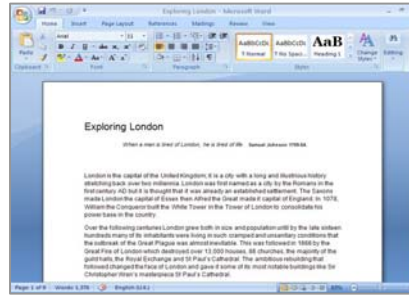 Exploring London - Microsoft Word
Home Insert Page Layout References Mailings Review View
Arial 11
AaBbCcDc AaBbCcDc AaB
Paste ¶ Normal ¶ No Spaci... Heading 1 Change Styles Editing
Clipboard Font Paragraph Styles
Exploring London
When a man is tired of London, he is tired of life Samuel Johnson 1709-84
London is the capital of the United Kingdom; it is a city with a long and illustrious history
stretching back over two millennia. London was first named as a city by the Romans in the
first century AD but it is thought that it was already an established settlement. The Saxons
made London the capital of Essex then Alfred the Great made it capital of England. In 1078,
William the Conqueror built the White Tower in the Tower of London to consolidate his
power base in the country.
Over the following centuries London grew both in size and population until by the late sixteen
hundreds many of its inhabitants were living in such cramped and unsanitary conditions that
the outbreak of the Great Plague was almost inevitable. This was followed in 1666 by the
Great Fire of London which destroyed over 13,000 houses, 86 churches, the majority of the
guild halls, the Royal Exchange and St Paul's Cathedral. The ambitious rebuilding that
followed changed the face of London and gave it some of its most notable buildings like Sir
Christopher Wren's masterpiece St Paul's Cathedral.
Page: 1 of 9 Words: 1,576 English (U.K.)